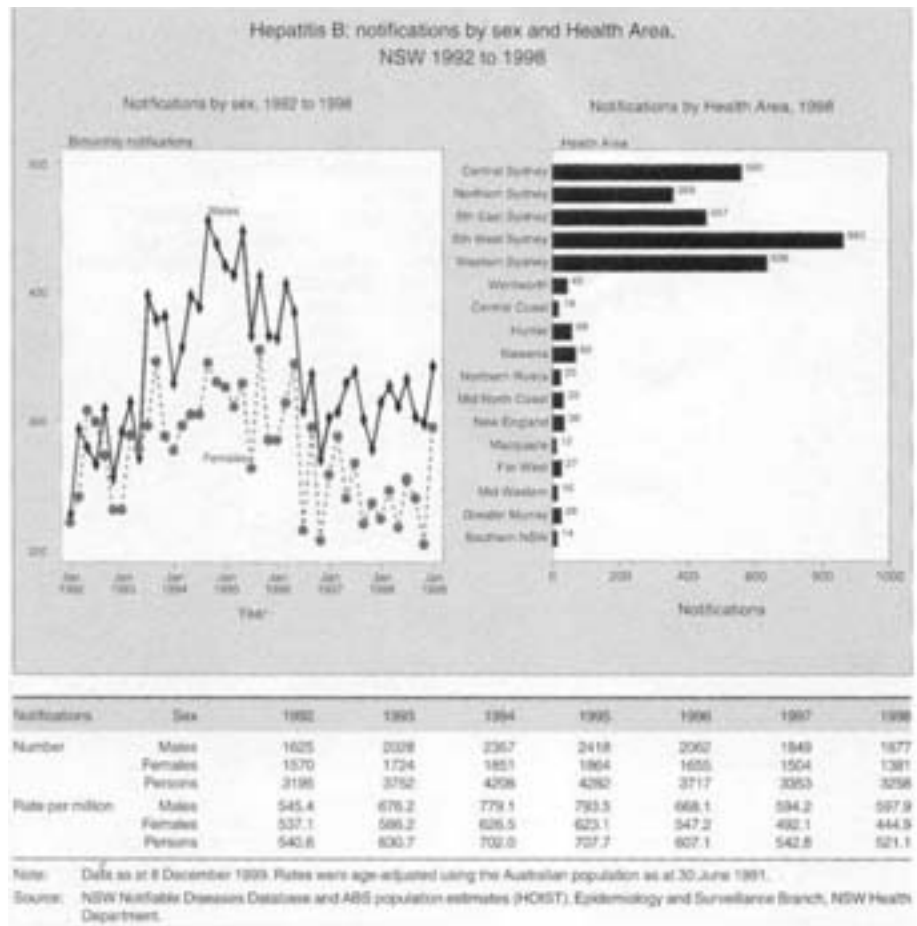 Hepatitis B: notifications by sex and Health Area,
NSW 1992 to 1998
Notifications by sex, 1992 to 1998
Bimonthly notifications
500
400
300
200
Males
Females
Jan Jan Jan Jan Jan Jan Jan Jan
1992 1993 1994 1995 1996 1997 1998
Year
Notifications by Health Area, 1998
Health Area
Central Sydney
Northern Sydney
Sth East Sydney
Sth West Sydney
Western Sydney
Wentworth
Central Coast
Hunter
Illawarra
Northern Rivers
Mid North Coast
New England
Macquarie
Far West
Mid Western
Greater Murray
Southern NSW 14
0 200 400 600 800 1000
Notifications
Notifications Sex 1992 1993 1994 1995 1996 1997 1998
Number Males 1625 2028 2357 2418 2062 1849 1877
Females 1570 1724 1851 1864 1655 1504 1381
Persons 3195 3752 4208 4282 3717 3353 3258
Rate per million Males 545.4 676.2 779.1 793.5 668.1 594.2 597.9
Females 537.1 586.2 626.5 623.1 547.2 492.1 444.9
Persons 540.8 630.7 702.0 707.7 607.1 542.8 521.1
Note: Data as at 8 December 1999. Rates were age-adjusted using the Australian population as at 30 June 1991.
Source: NSW Notifiable Diseases Database and ABS population estimates (HOIST). Epidemiology and Surveillance Branch, NSW Health
Department.